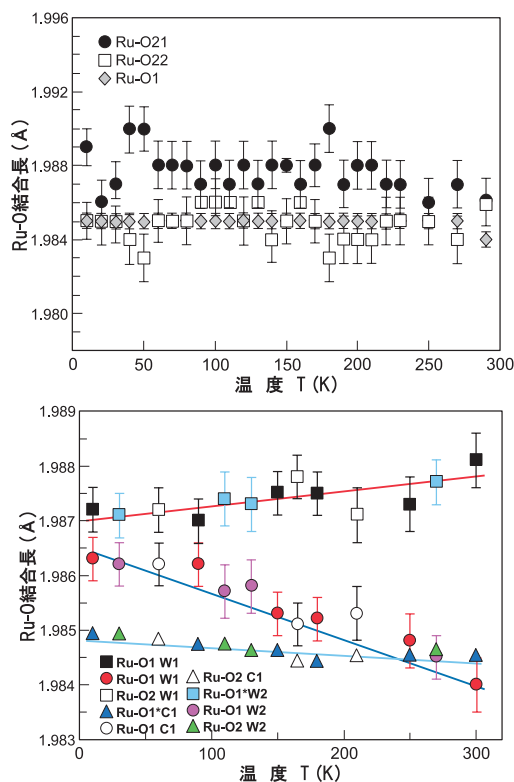 1.996
1.992
1.988
1.984
1.980
Ru-O結合長 (Å)
Ru-O21
Ru-O22
Ru-O1
0
50
100
150
200
250
300
温 度 T (K)
1.989
1.988
1.987
1.986
1.985
1.984
1.983
Ru-O結合長 (Å)
Ru-O1 W1
Ru-O1 W1
Ru-O2 W1
Ru-O1*C1
Ru-O1 C1
Ru-O2 C1
Ru-O1*W2
Ru-O1 W2
Ru-O2 W2
0
100
200
300
温 度 T (K)